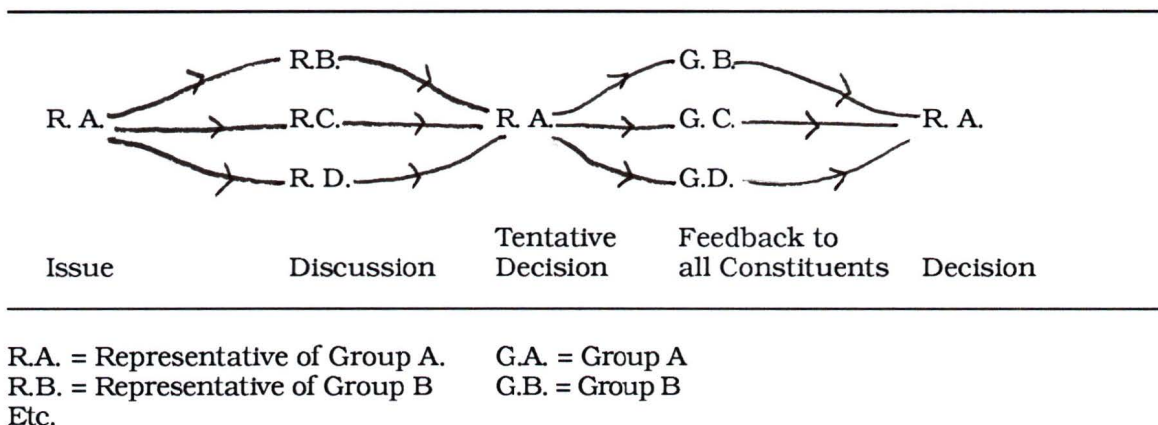 R.B. G. B.
R. A. R.C. R. A. G. C. R. A.
R. D. G.D.
Tentative Feedback to
Issue Discussion Decision all Constituents Decision
R.A. = Representative of Group A. G.A. = Group A
R.B. = Representative of Group B G.B. = Group B
Etc.